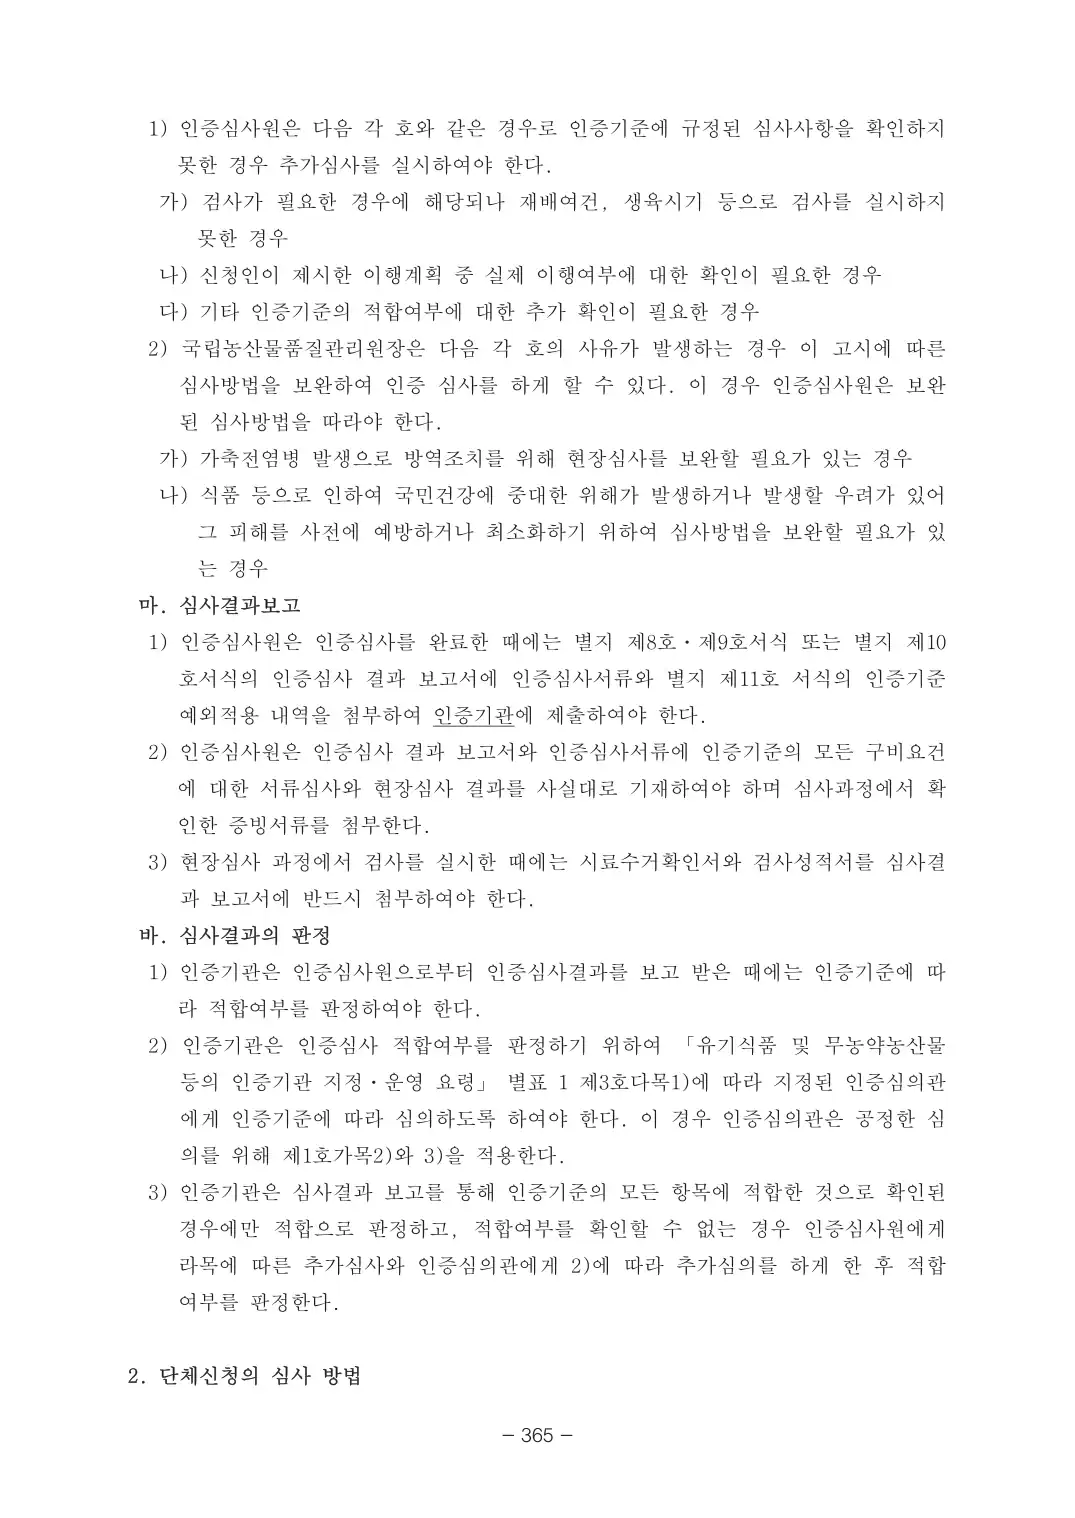 1) 인증심사원은 다음 각 호와 같은 경우로 인증기준에 규정된 심사사항을 확인하지
못한 경우 추가심사를 실시하여야 한다.
가) 검사가 필요한 경우에 해당되나 재배여건, 생육시기 등으로 검사를 실시하지
못한 경우
나) 신청인이 제시한 이행계획 중 실제 이행여부에 대한 확인이 필요한 경우
다) 기타 인증기준의 적합여부에 대한 추가 확인이 필요한 경우
2) 국립농산물품질관리원장은 다음 각 호의 사유가 발생하는 경우 이 고시에 따른
심사방법을 보완하여 인증 심사를 하게 할 수 있다. 이 경우 인증심사원은 보완
된 심사방법을 따라야 한다.
가) 가축전염병 발생으로 방역조치를 위해 현장심사를 보완할 필요가 있는 경우
나) 식품 등으로 인하여 국민건강에 중대한 위해가 발생하거나 발생할 우려가 있어
그 피해를 사전에 예방하거나 최소화하기 위하여 심사방법을 보완할 필요가 있
는 경우
마. 심사결과보고
1) 인증심사원은 인증심사를 완료한 때에는 별지 제8호·제9호서식 또는 별지 제10
호서식의 인증심사 결과 보고서에 인증심사서류와 별지 제11호 서식의 인증기준
예외적용 내역을 첨부하여 인증기관에 제출하여야 한다.
2) 인증심사원은 인증심사 결과 보고서와 인증심사서류에 인증기준의 모든 구비요건
에 대한 서류심사와 현장심사 결과를 사실대로 기재하여야 하며 심사과정에서 확
인한 증빙서류를 첨부한다.
3) 현장심사 과정에서 검사를 실시한 때에는 시료수거확인서와 검사성적서를 심사결
과 보고서에 반드시 첨부하여야 한다.
바. 심사결과의 판정
1) 인증기관은 인증심사원으로부터 인증심사결과를 보고 받은 때에는 인증기준에 따
라 적합여부를 판정하여야 한다.
2) 인증기관은 인증심사 적합여부를 판정하기 위하여 「유기식품 및 무농약농산물
등의 인증기관 지정·운영 요령」 별표 1 제3호다목1)에 따라 지정된 인증심의관
에게 인증기준에 따라 심의하도록 하여야 한다. 이 경우 인증심의관은 공정한 심
의를 위해 제1호가목2)와 3)을 적용한다.
3) 인증기관은 심사결과 보고를 통해 인증기준의 모든 항목에 적합한 것으로 확인된
경우에만 적합으로 판정하고, 적합여부를 확인할 수 없는 경우 인증심사원에게
라목에 따른 추가심사와 인증심의관에게 2)에 따라 추가심의를 하게 한 후 적합
여부를 판정한다.
2. 단체신청의 심사 방법
- 365 -